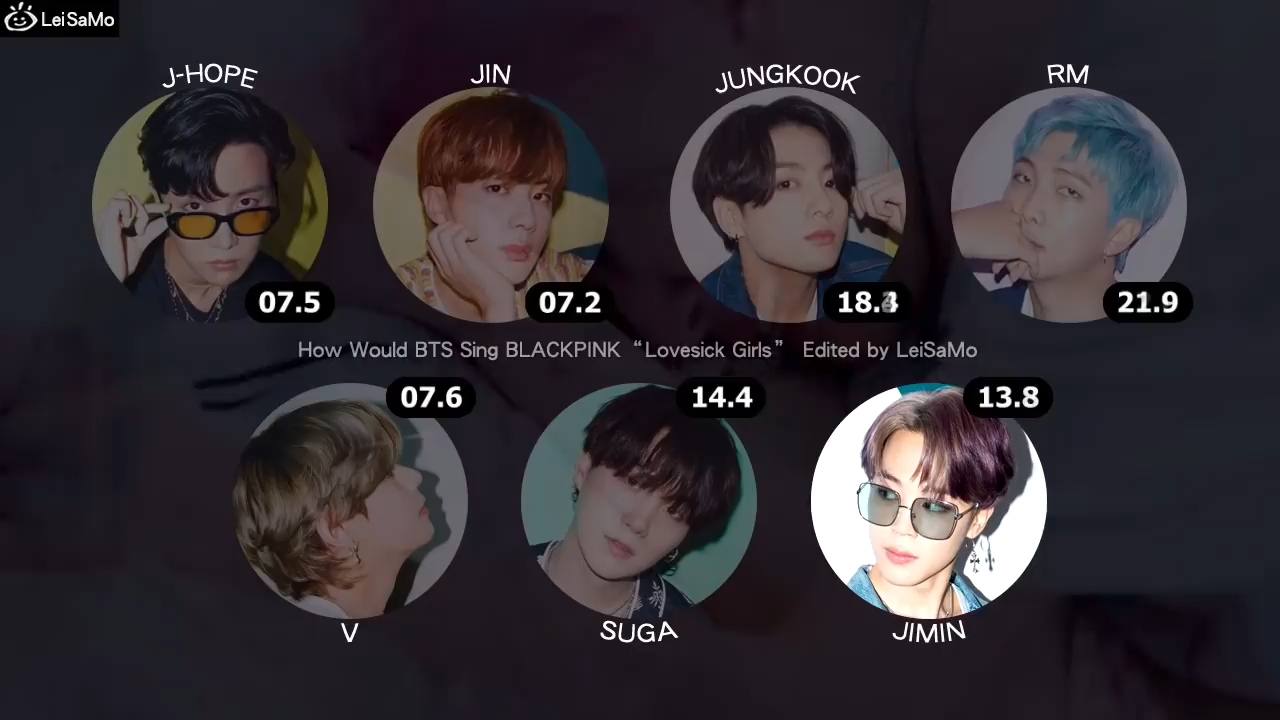 LeiSaMo
J-HOPE
JIN
JUNGKOOK
RM
07.5
07.2
18.
21.9
How Would BTS Sing BLACKPINK “Lovesick Girls” Edited by LeiSaMo
07.6
14.4
13.8
V
SUGA
JIMIN